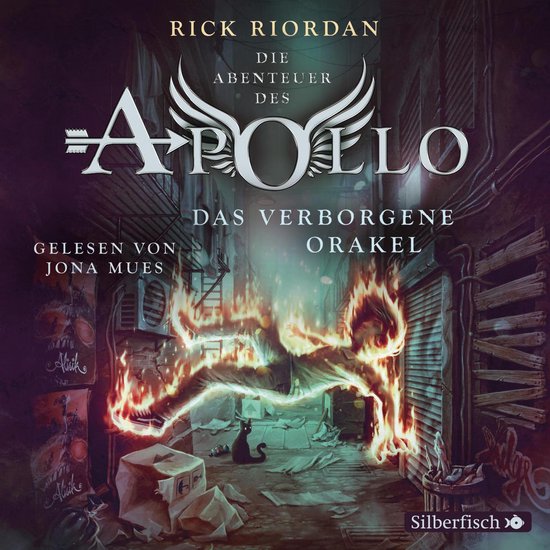 RICK RIORDAN
DIE
ABENTEUER
DES
APOLLO
DAS VERBORGENE
ORAKEL
GELESEN VON
JONA MUES
Silberfisch